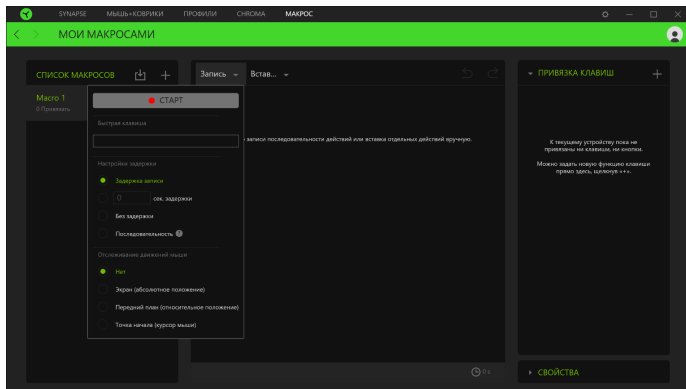 SYNAPSE МЫШЬ+КОВРИКИ ПРОФИЛИ CHROMA МАКРОС
МОИ МАКРОСАМИ
СПИСОК МАКРОСОВ
Запись Встав...
ПРИВЯЗКА КЛАВИШ
Macro 1
0 Привязать
СТАРТ
Быстрая клавиша
записи последовательности действий или вставка отдельных действий вручную.
К текущему устройству пока не
привязаны ни клавиши, ни кнопки.
Можно задать новую функцию клавиши
прямо здесь, щелкнув «+».
Настройки задержки
Задержка записи
0 сек. задержки
Без задержки
Последовательность ?
Отслеживание движений мыши
Нет
Экран (абсолютное положение)
Передний план (относительное положение)
Точка начала (курсор мыши)
0 s
СВОЙСТВА